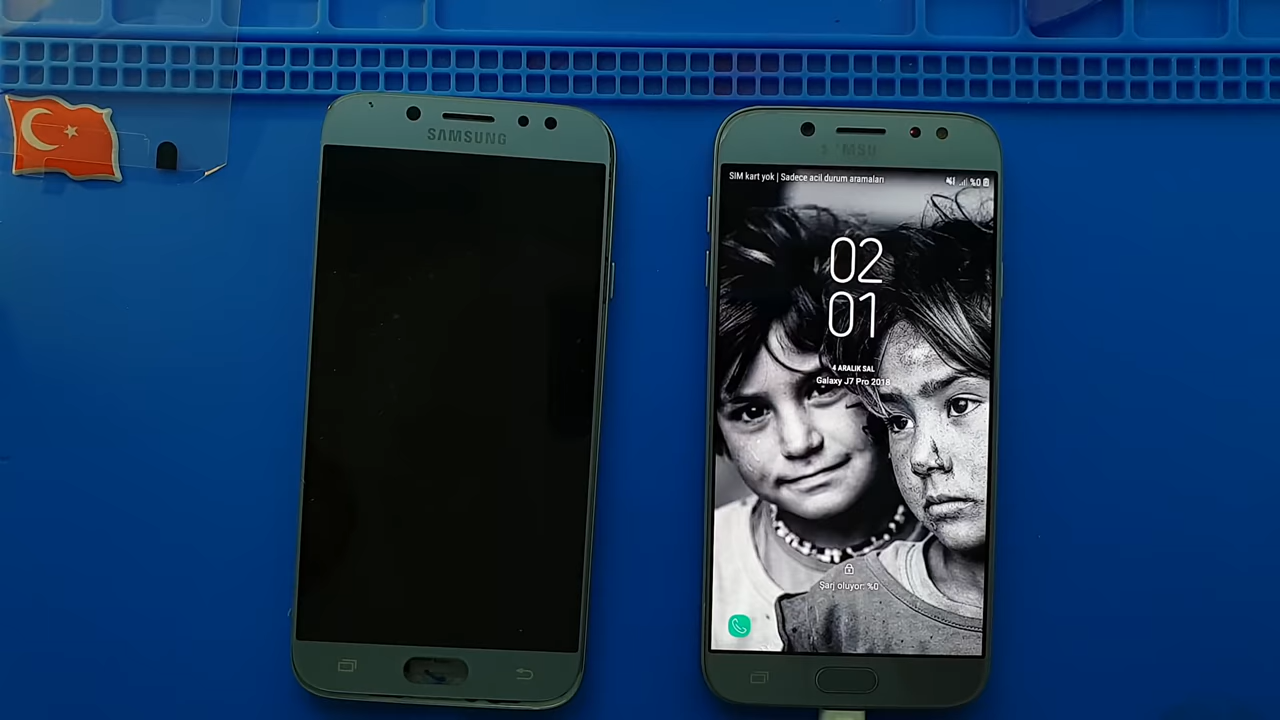 SAMSUNG
SIM kart yok | Sadece acil durum aramaları
%0
02
01
4 ARALIK SAL
Galaxy J7 Pro 2018
Şarj oluyor: %0